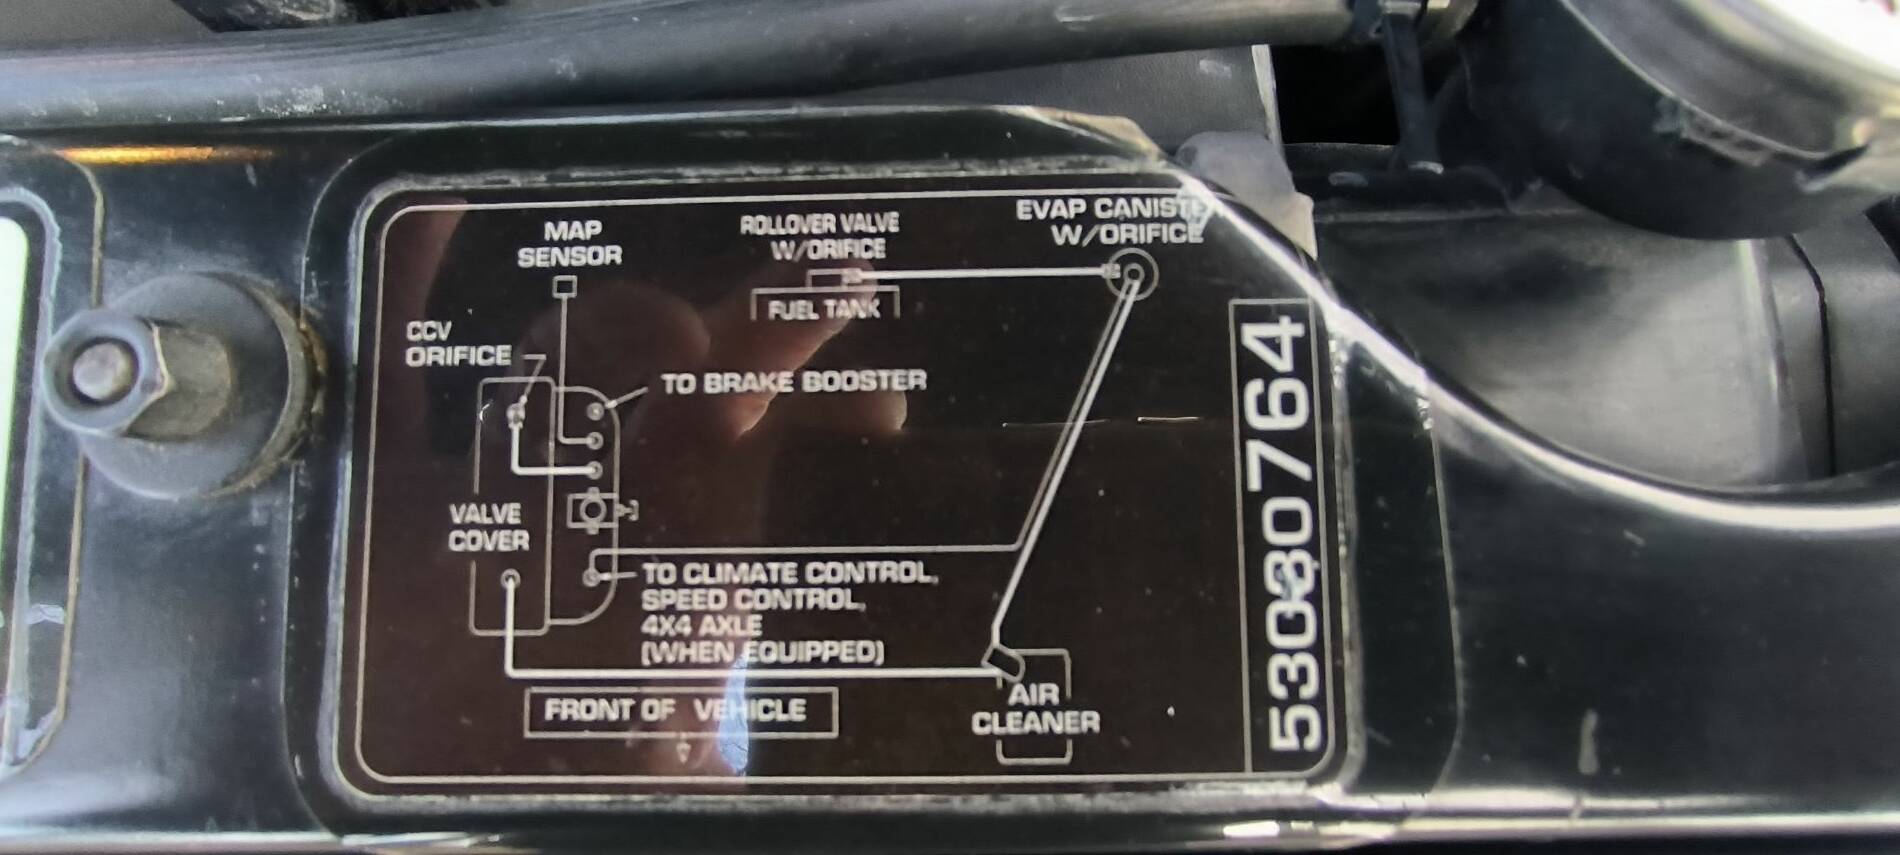 MAP
SENSOR
ROLLOVER VALVE
W/ORIFICE
EVAP CANISTE
W/ORIFICE
FUEL TANK
CCV
ORIFICE
TO BRAKE BOOSTER
VALVE
COVER
TO CLIMATE CONTROL,
SPEED CONTROL,
4X4 AXLE
(WHEN EQUIPPED)
FRONT OF VEHICLE
AIR
CLEANER
53030764